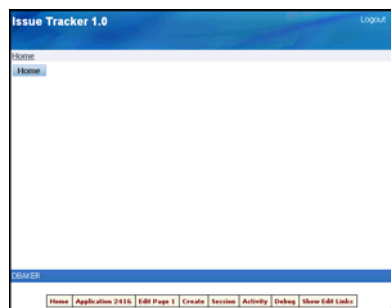 Issue Tracker 1.0 Logout
Home
Home
DBAKER
Home Application 2416 Edit Page 1 Create Session Activity Debug Show Edit Links